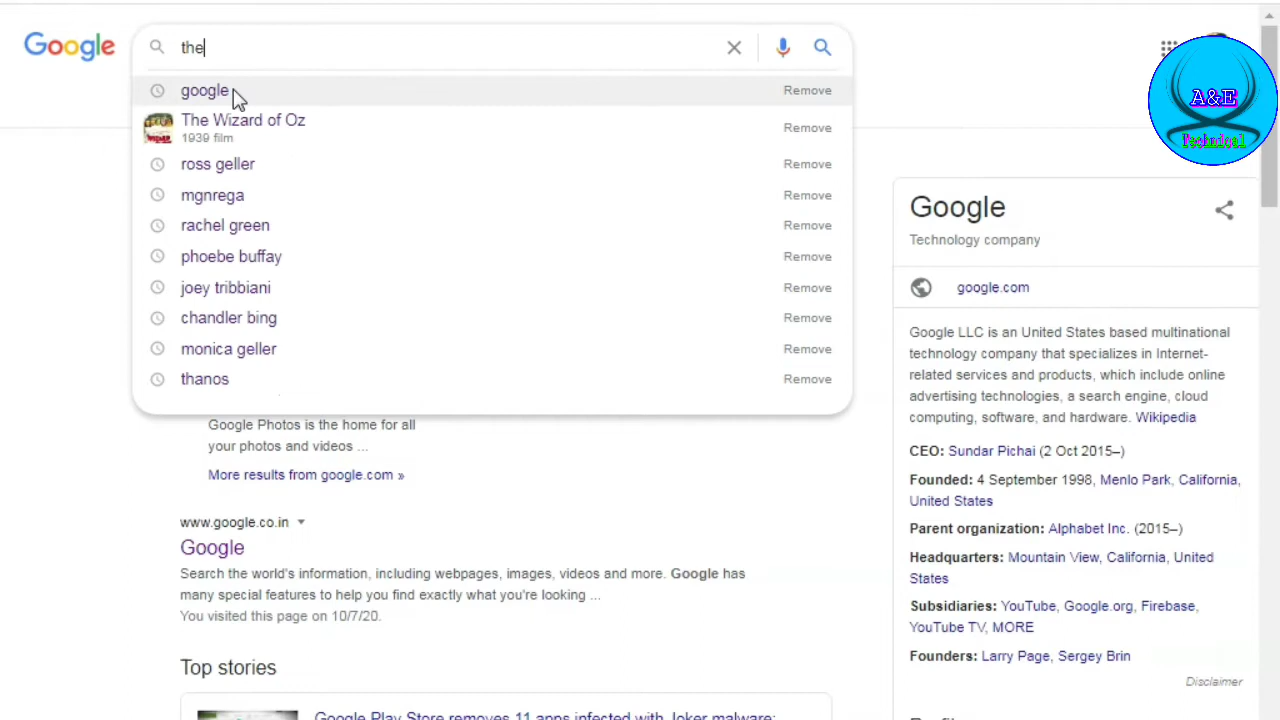 Google
the
google
Remove
The Wizard of Oz
1939 film
Remove
ross geller
Remove
mgnrega
Remove
rachel green
Remove
phoebe buffay
Remove
joey tribbiani
Remove
chandler bing
Remove
monica geller
Remove
thanos
Remove
A&E
Technical
Google Photos is the home for all
your photos and videos ...
More results from google.com »
www.google.co.in
Google
Search the world's information, including webpages, images, videos and more. Google has
many special features to help you find exactly what you're looking ...
You visited this page on 10/7/20.
Top stories
Google Play Store removes 11 apps infected with Joker malware:
Google
Technology company
google.com
Google LLC is an United States based multinational
technology company that specializes in Internet-
related services and products, which include online
advertising technologies, a search engine, cloud
computing, software, and hardware. Wikipedia
CEO: Sundar Pichai (2 Oct 2015–)
Founded: 4 September 1998, Menlo Park, California,
United States
Parent organization: Alphabet Inc. (2015–)
Headquarters: Mountain View, California, United
States
Subsidiaries: YouTube, Google.org, Firebase,
YouTube TV, MORE
Founders: Larry Page, Sergey Brin
Disclaimer